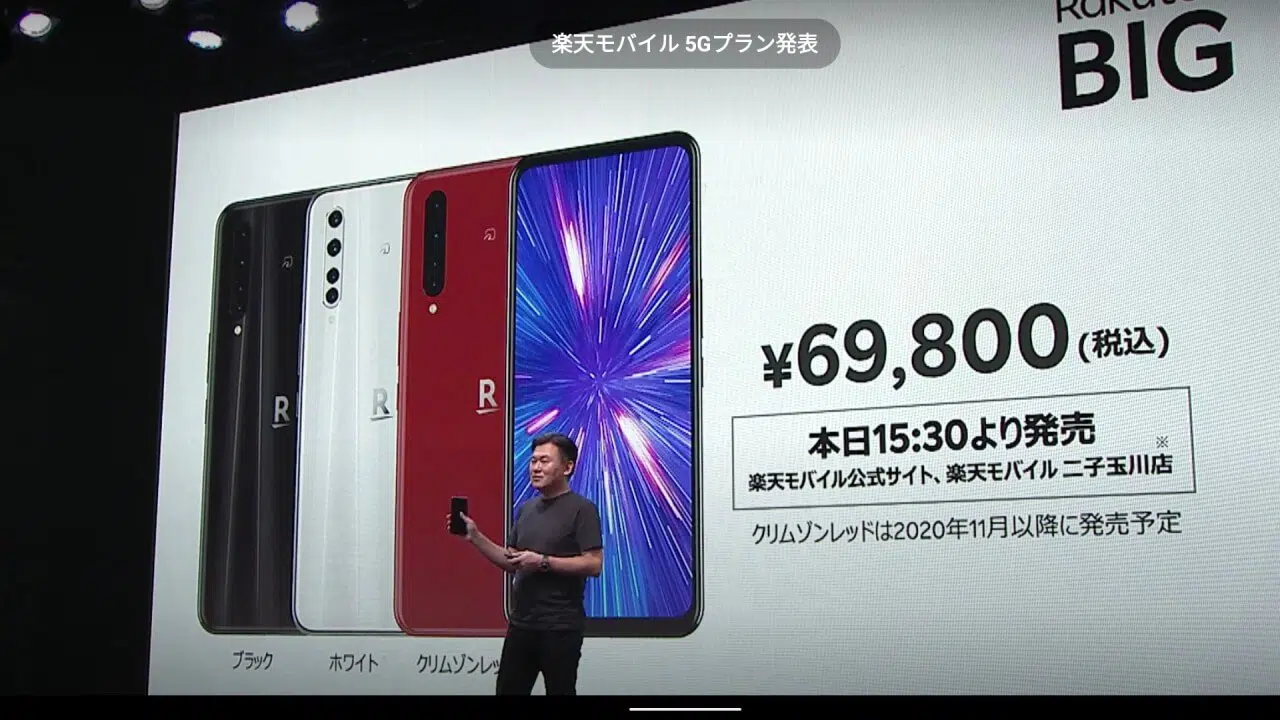 楽天モバイル 5Gプラン発表
Rakuten
BIG
¥69,800(税込)
本日15:30より発売
※
楽天モバイル公式サイト、楽天モバイル 二子玉川店
クリムゾンレッドは2020年11月以降に発売予定
R
R
R
ブラック
ホワイト
クリムゾンレッ